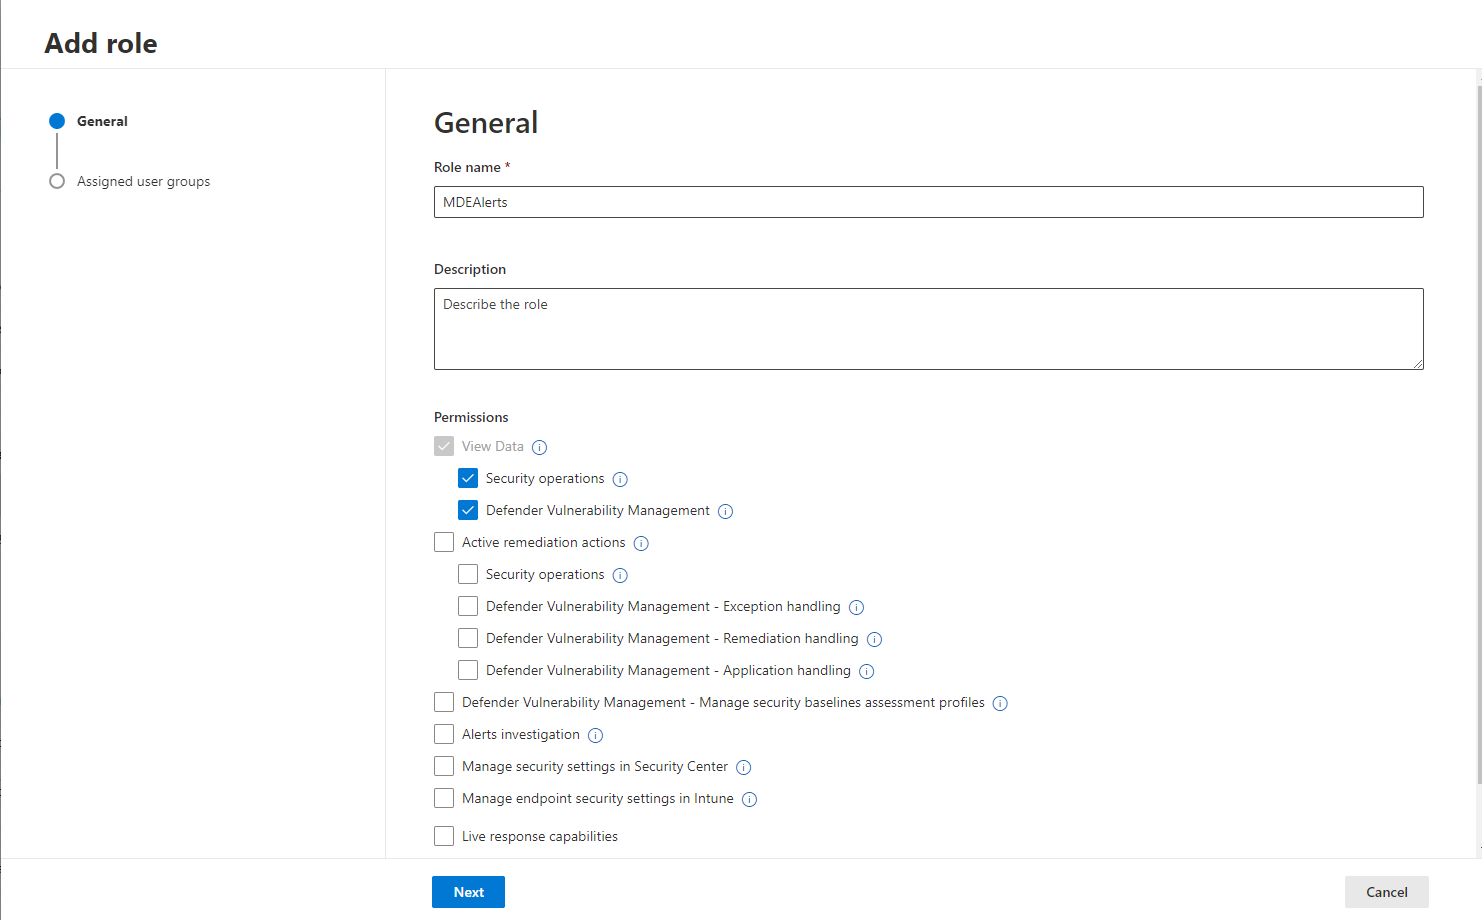 Add role
General
Assigned user groups
General
Role name *
MDEAlerts
Description
Describe the role
Permissions
View Data
Security operations
Defender Vulnerability Management
Active remediation actions
Security operations
Defender Vulnerability Management - Exception handling
Defender Vulnerability Management - Remediation handling
Defender Vulnerability Management - Application handling
Defender Vulnerability Management - Manage security baselines assessment profiles
Alerts investigation
Manage security settings in Security Center
Manage endpoint security settings in Intune
Live response capabilities
Next
Cancel